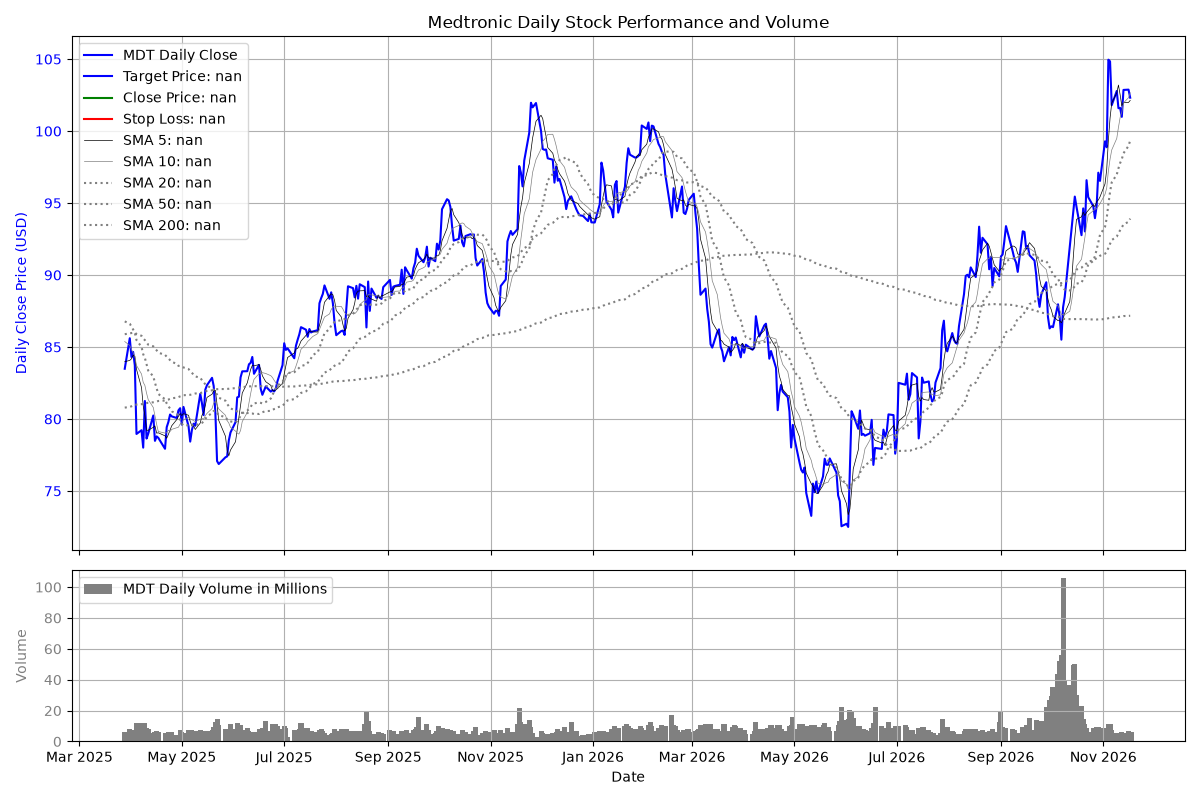 Medtronic Daily Stock Performance and Volume
MDT Daily Close
Target Price: nan
Close Price: nan
Stop Loss: nan
SMA 5: nan
SMA 10: nan
SMA 20: nan
SMA 50: nan
SMA 200: nan
Daily Close Price (USD)
105
100
95
90
85
80
75
MDT Daily Volume in Millions
Volume
100
80
60
40
20
0
Mar 2025 May 2025 Jul 2025 Sep 2025 Nov 2025 Jan 2026 Mar 2026 May 2026 Jul 2026 Sep 2026 Nov 2026
Date